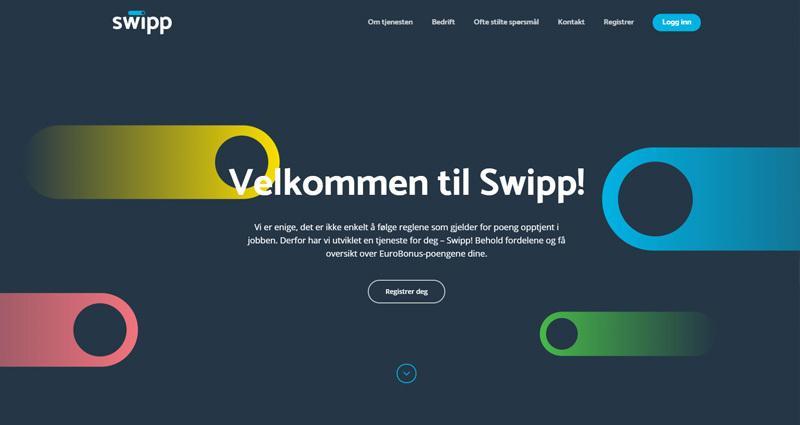 swipp
Om tjenesten
Bedrift
Ofte stilte spørsmål
Kontakt
Registrer
Logg inn
Velkommen til Swipp!
Vi er enige, det er ikke enkelt å følge reglene som gjelder for poeng opptjent i
jobben. Derfor har vi utviklet en tjeneste for deg – Swipp! Behold fordelene og få
oversikt over EuroBonus-poengene dine.
Registrer deg